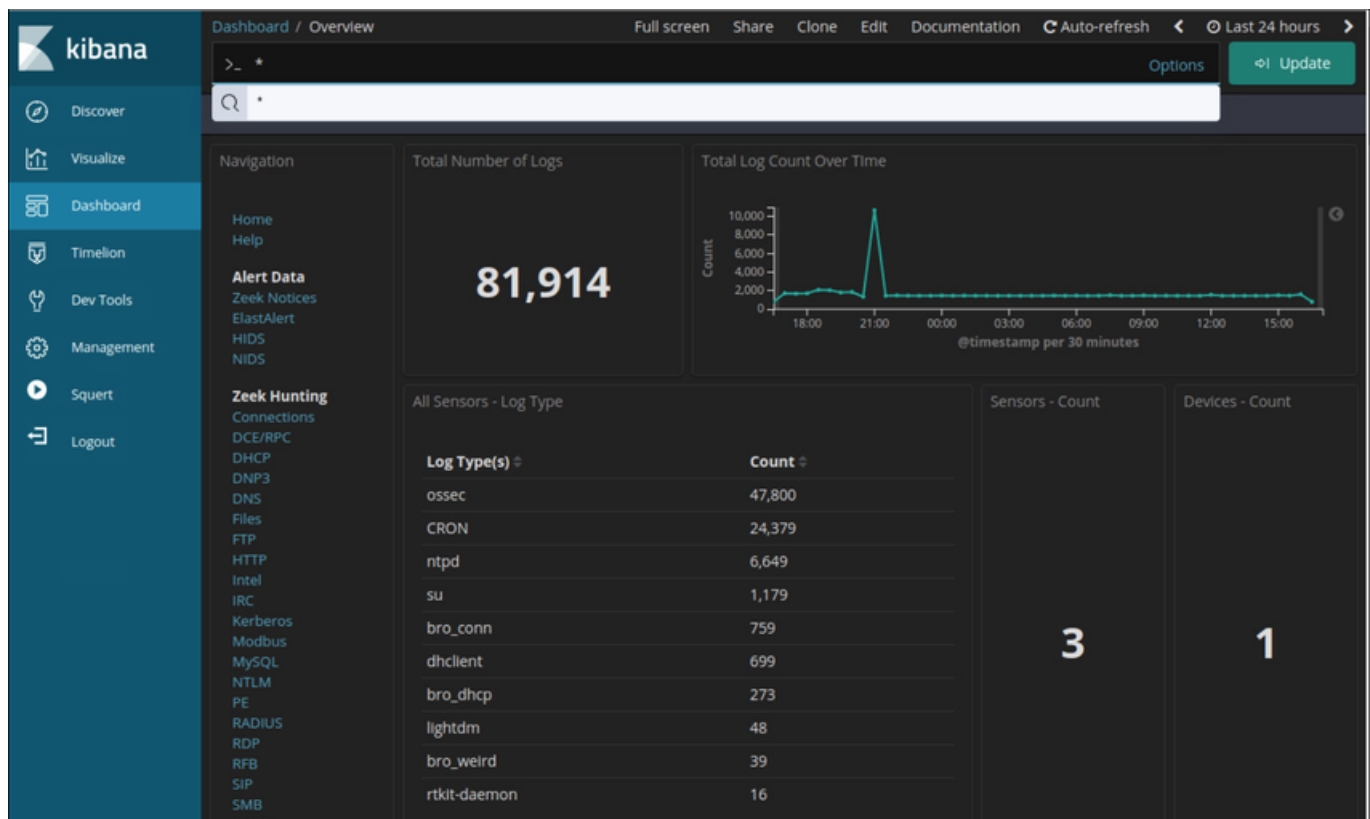 kibana
Discover
Visualize
Dashboard
Timelion
Dev Tools
Management
Squert
Logout
Dashboard / Overview
Full screen Share Clone Edit Documentation Auto-refresh Last 24 hours
>_ *
Options
Update
*
Navigation
Home
Help
Alert Data
Zeek Notices
ElastAlert
HIDS
NIDS
Zeek Hunting
Connections
DCE/RPC
DHCP
DNP3
DNS
Files
FTP
HTTP
Intel
IRC
Kerberos
Modbus
MySQL
NTLM
PE
RADIUS
RDP
RFB
SIP
SMB
Total Number of Logs
81,914
Total Log Count Over TIme
Count
10,000
8,000
6,000
4,000
2,000
0
18:00 21:00 00:00 03:00 06:00 09:00 12:00 15:00
@timestamp per 30 minutes
All Sensors - Log Type
Log Type(s) Count
ossec 47,800
CRON 24,379
ntpd 6,649
su 1,179
bro_conn 759
dhclient 699
bro_dhcp 273
lightdm 48
bro_weird 39
rtkit-daemon 16
Sensors - Count
3
Devices - Count
1